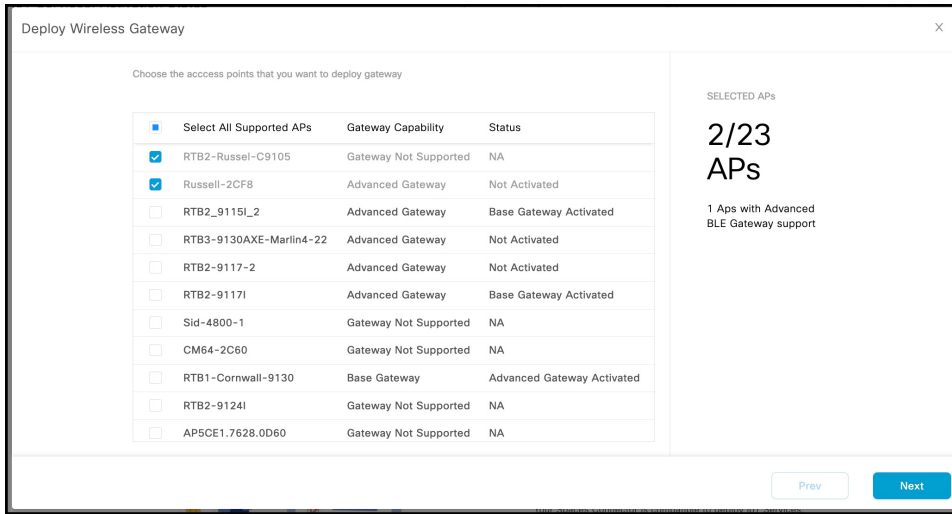 Deploy Wireless Gateway
X
Choose the acccess points that you want to deploy gateway
Select All Supported APs Gateway Capability Status
RTB2-Russel-C9105 Gateway Not Supported NA
Russell-2CF8 Advanced Gateway Not Activated
RTB2_9115I_2 Advanced Gateway Base Gateway Activated
RTB3-9130AXE-Marlin4-22 Advanced Gateway Not Activated
RTB2-9117-2 Advanced Gateway Not Activated
RTB2-9117I Advanced Gateway Base Gateway Activated
Sid-4800-1 Gateway Not Supported NA
CM64-2C60 Gateway Not Supported NA
RTB1-Cornwall-9130 Base Gateway Advanced Gateway Activated
RTB2-9124I Gateway Not Supported NA
AP5CE1.7628.0D60 Gateway Not Supported NA
SELECTED APs
2/23
APs
1 Aps with Advanced
BLE Gateway support
Prev Next